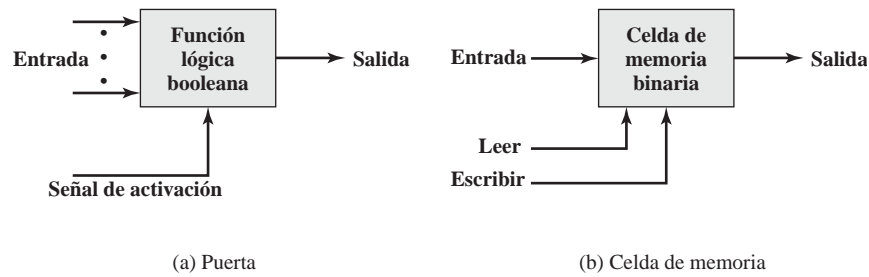 Entrada
Función
lógica
booleana
Salida
Señal de activación
(a) Puerta
Entrada
Celda de
memoria
binaria
Salida
Leer
Escribir
(b) Celda de memoria